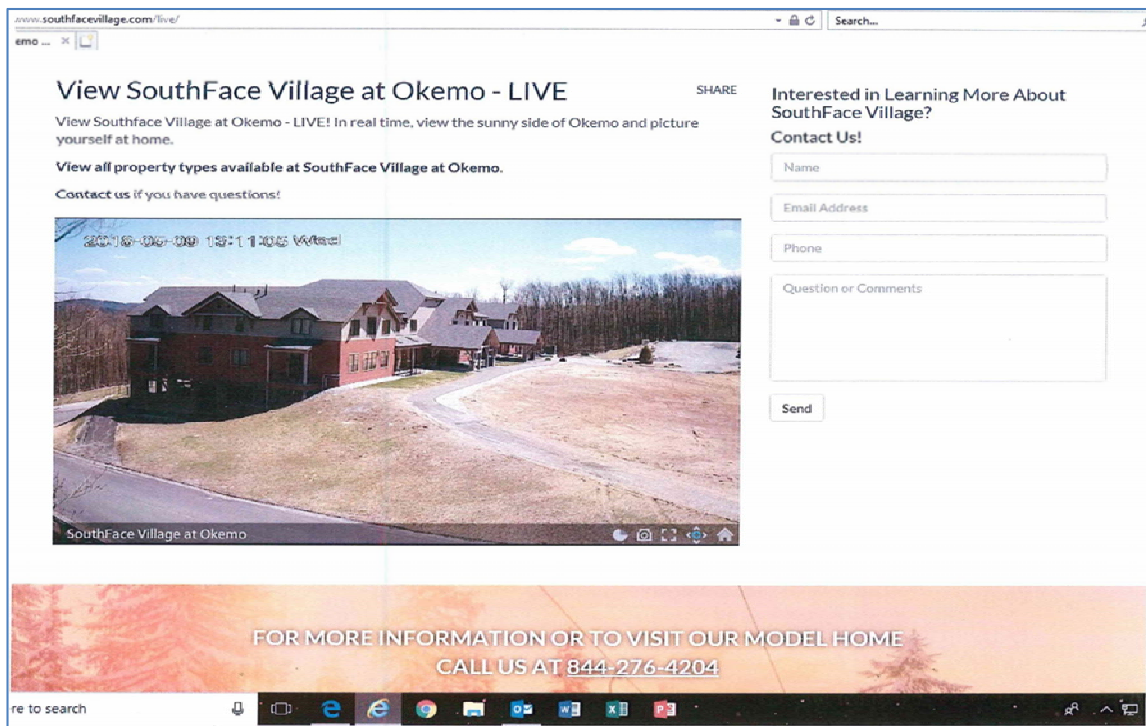 www.southfacevillage.com/live/
Search...
emo ...
View SouthFace Village at Okemo - LIVE
SHARE
View Southface Village at Okemo - LIVE! In real time, view the sunny side of Okemo and picture
yourself at home.
View all property types available at SouthFace Village at Okemo.
Contact us if you have questions!
SouthFace Village at Okemo
Interested in Learning More About
SouthFace Village?
Contact Us!
Name
Email Address
Phone
Question or Comments
Send
FOR MORE INFORMATION OR TO VISIT OUR MODEL HOME
CALL US AT 844-276-4204
re to search